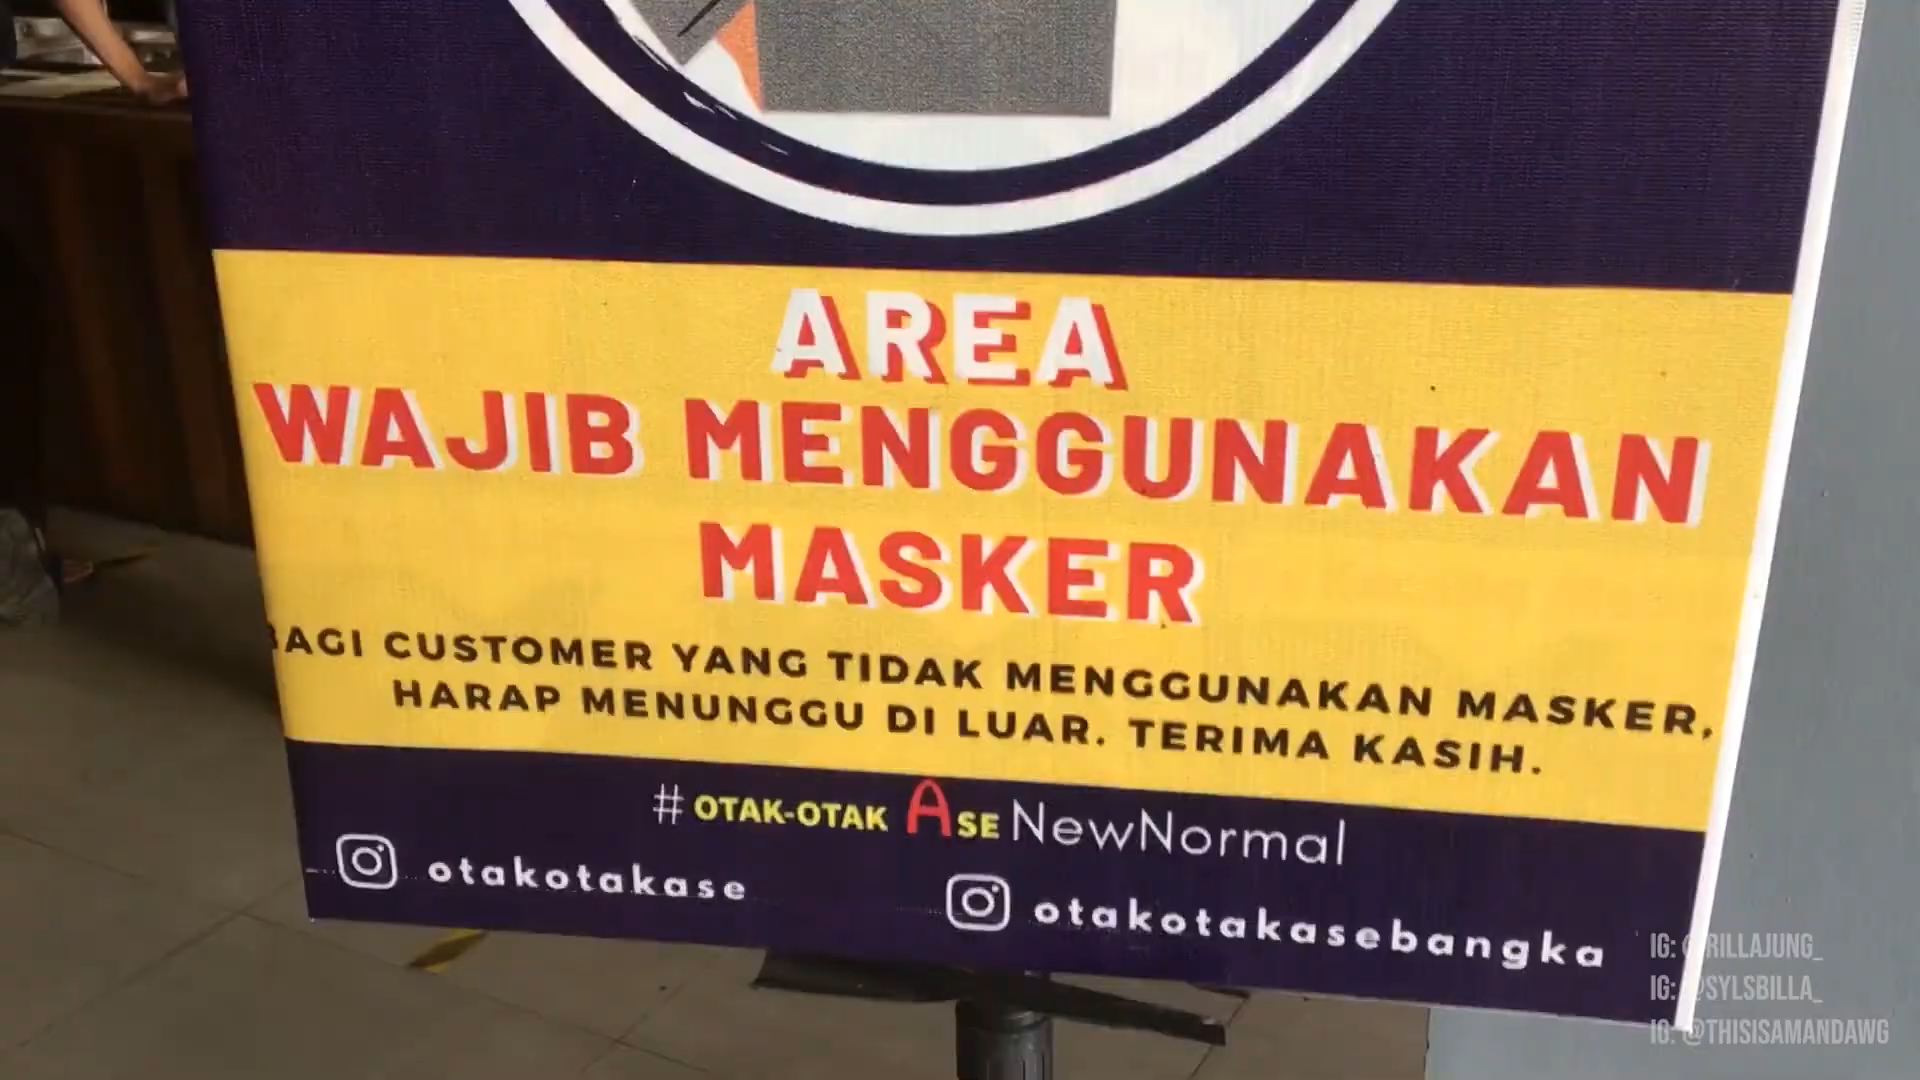 AREA
WAJIB MENGGUNAKAN
MASKER
BAGI CUSTOMER YANG TIDAK MENGGUNAKAN MASKER,
HARAP MENUNGGU DI LUAR. TERIMA KASIH.
# OTAK-OTAK ASE NewNormal
otakotakase
otakotakasebangka
IG: @RILLAJUNG_
IG: @SYLSBILLA_
IG: @THISISAMANDAWG